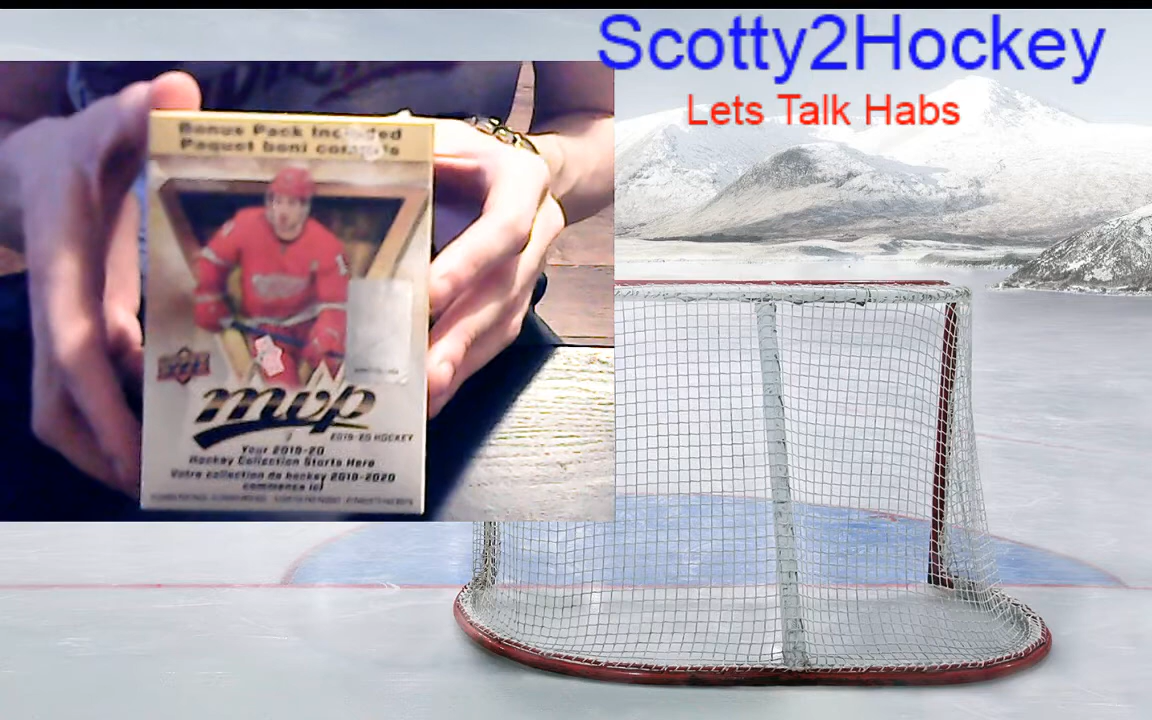 Scotty2Hockey
Lets Talk Habs
Bonus Pack Included
Paquet boni compris
mvp
2019-20 HOCKEY
Your 2019-20
Hockey Collection Starts Here
Votre collection de hockey 2019-2020
commence ici